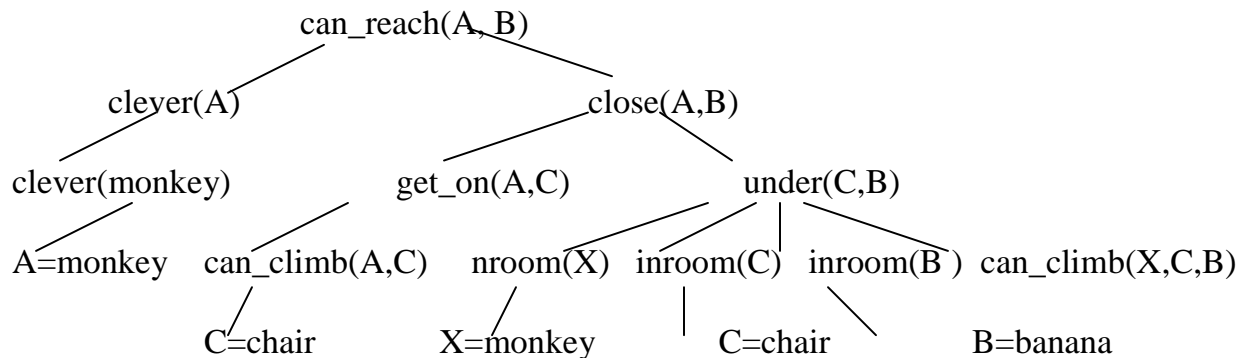 can_reach(A, B)
clever(A) close(A,B)
clever(monkey) get_on(A,C) under(C,B)
A=monkey can_climb(A,C) nroom(X) inroom(C) inroom(B ) can_climb(X,C,B)
C=chair X=monkey C=chair B=banana